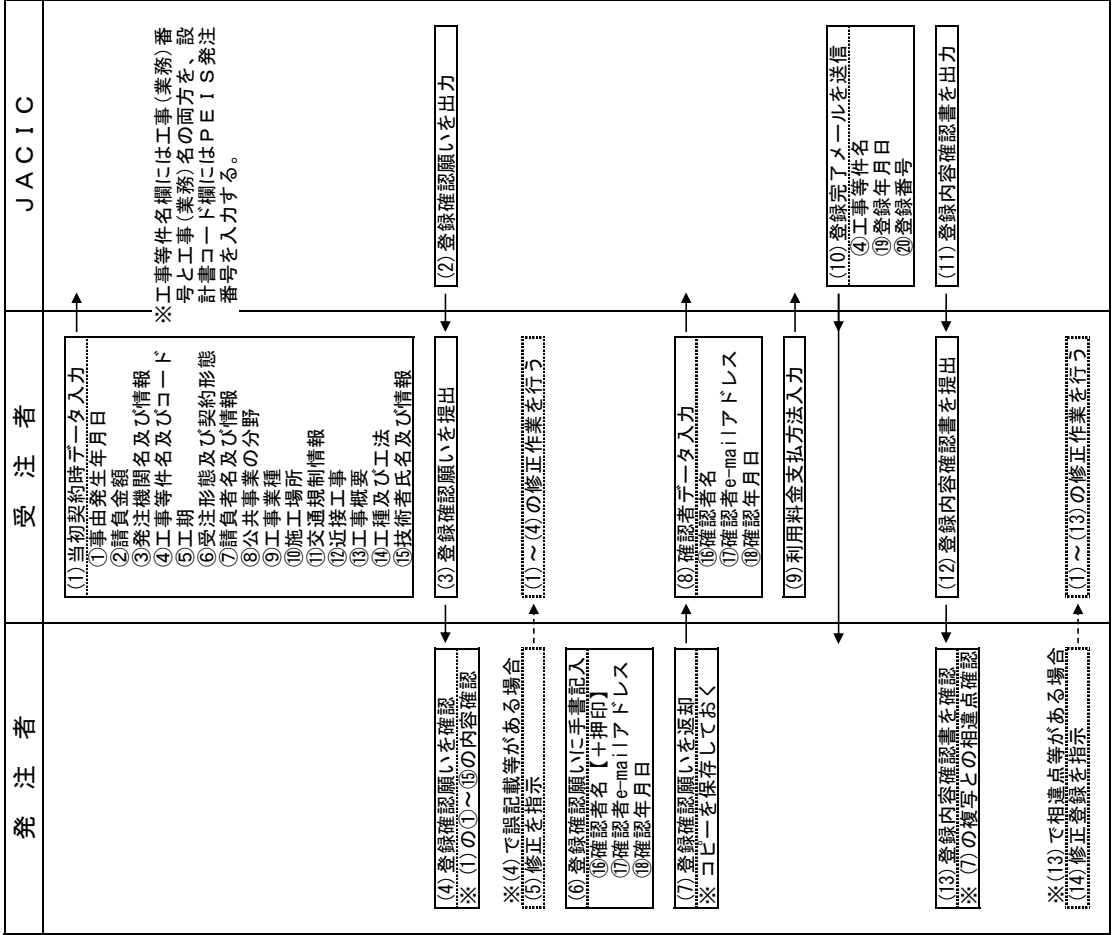 発　注　者
受　注　者
ＪＡＣＩＣ
(1)当初契約時データ入力
①事由発生年月日
②請負金額
③発注機関名及び情報
④工事等件名及びコード
⑤工期
⑥受注形態及び契約形態
⑦請負者名及び情報
⑧公共事業の分野
⑨工事業種
⑩施工場所
⑪交通規制情報
⑫近接工事
⑬工事概要
⑭工種及び工法
⑮技術者氏名及び情報
※工事等件名欄には工事(業務)番
号と工事(業務)名の両方を、設
計書コード欄にはＰＥＩＳ発注
番号を入力する。
(2)登録確認願いを出力
(3)登録確認願いを提出
(4)登録確認願いを確認
※ (1)の①～⑮の内容確認
※(4)で誤記載等がある場合
(5)修正を指示
(1)～(4)の修正作業を行う
(6)登録確認願いに手書記入
⑯確認者名【＋押印】
⑰確認者e-mailアドレス
⑱確認年月日
(7)登録確認願いを返却
※ コピーを保存しておく
(8)確認者データ入力
⑯確認者名
⑰確認者e-mailアドレス
⑱確認年月日
(9)利用料金支払方法入力
(10)登録完了メールを送信
④工事等件名
⑲登録年月日
⑳登録番号
(11)登録内容確認書を出力
(12)登録内容確認書を提出
(13)登録内容確認書を確認
※ (7)の複写との相違点確認
※(13)で相違点等がある場合
(14)修正登録を指示
(1)～(13)の修正作業を行う